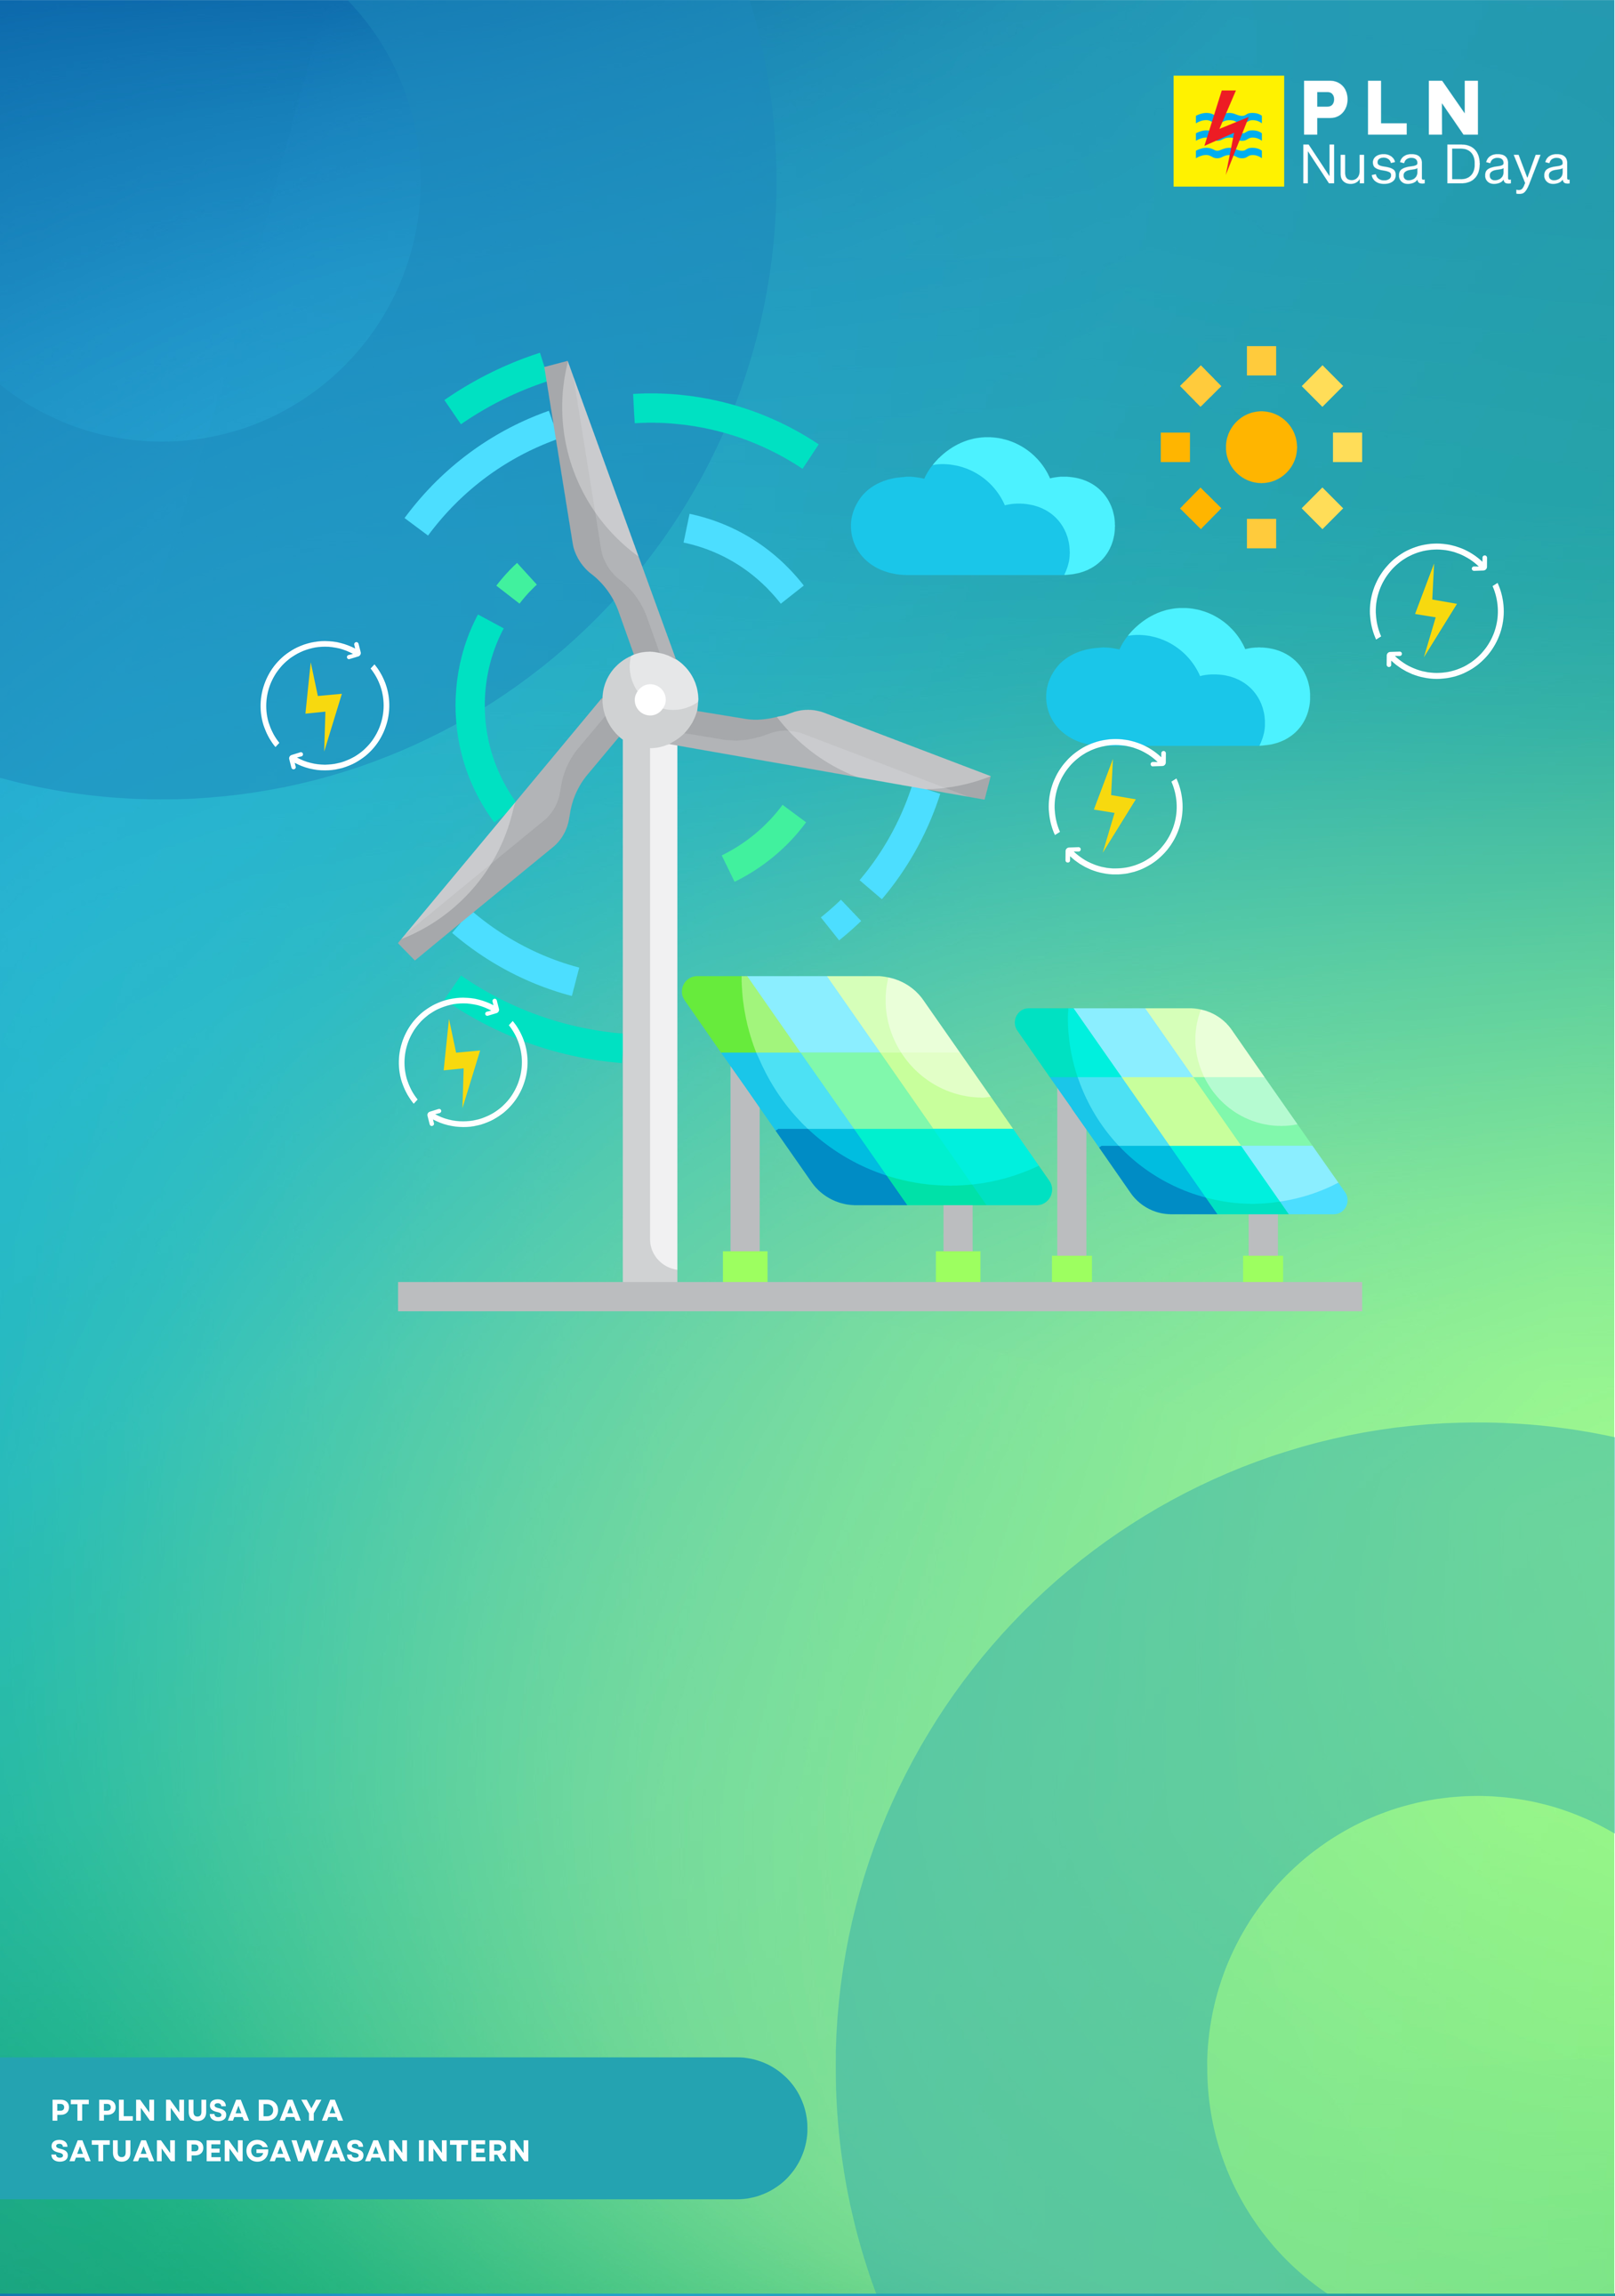 PLN
Nusa Daya
PT PLN NUSA DAYA
SATUAN PENGAWASAN INTERN